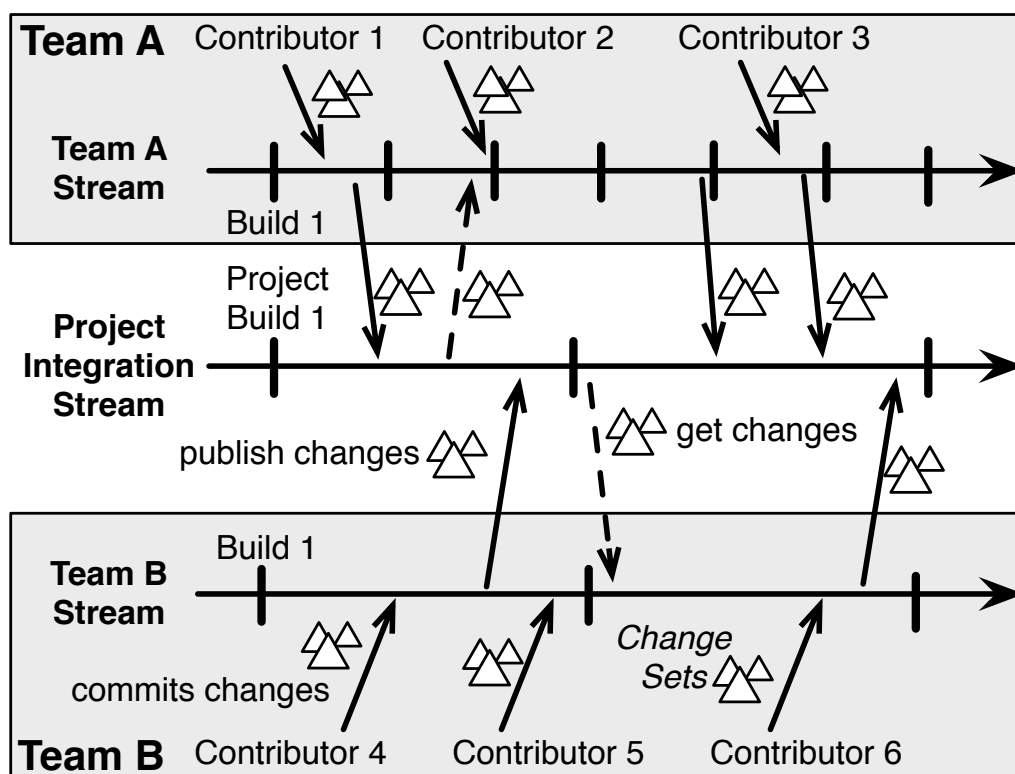 Team A
Contributor 1
Contributor 2
Contributor 3
Team A
Stream
Build 1
Project
Build 1
Project
Integration
Stream
publish changes
get changes
Build 1
Team B
Stream
Change
Sets
commits changes
Team B
Contributor 4
Contributor 5
Contributor 6